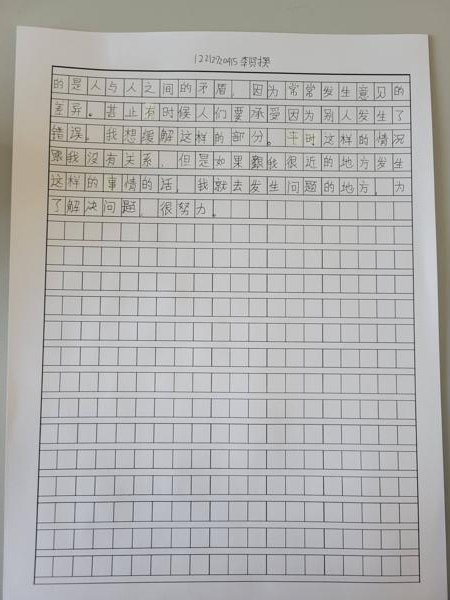 12212920415 李貹撰
的是人与人之间的矛盾，因为常常发生意见的
差异。甚止有时候人们要承受因为别人发生了
错误。我想缓解这样的部分。平时这样的情况
跟我没有关系，但是如果跟我很近的地方发生
这样的事情的话，我就去发生问题的地方，为
了解决问题，很努力。